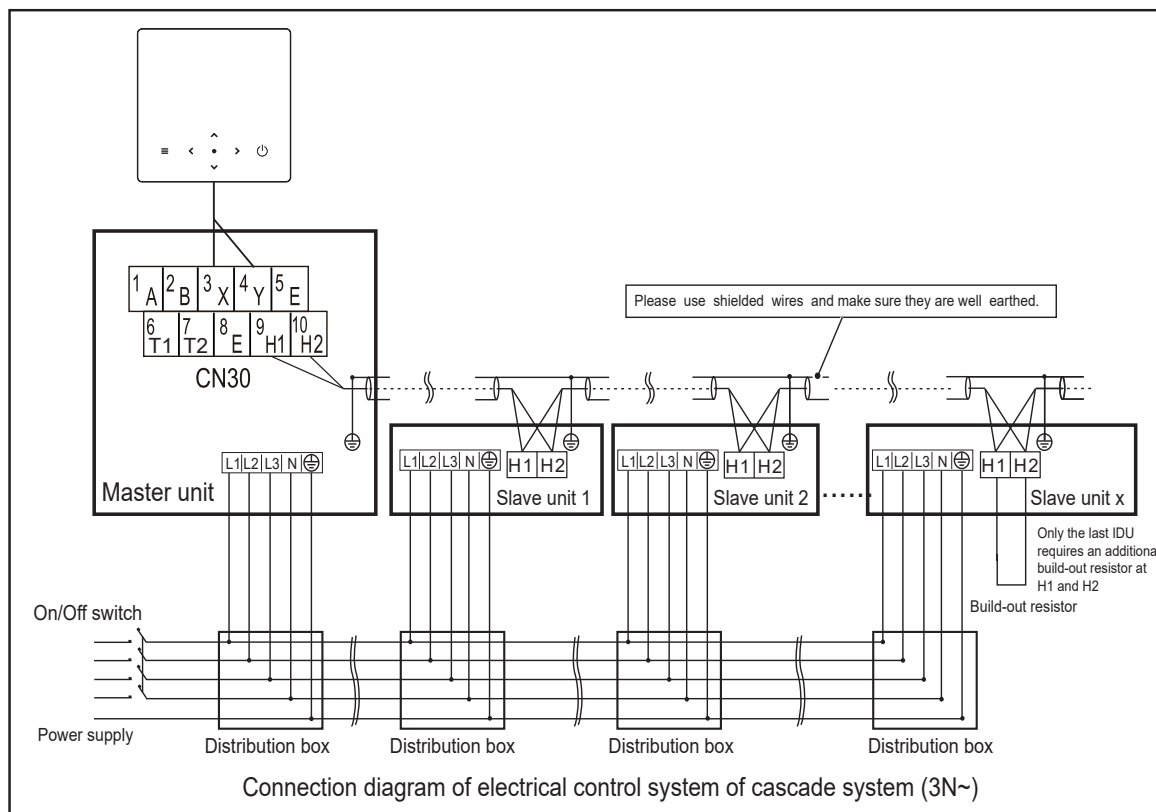 1 A 2 B 3 X 4 Y 5 E
6 T1 7 T2 8 E 9 H1 10 H2
CN30
Please use shielded wires and make sure they are well earthed.
L1 L2 L3 N
Master unit
L1 L2 L3 N
H1 H2
Slave unit 1
L1 L2 L3 N
H1 H2
Slave unit 2
......
L1 L2 L3 N
H1 H2
Slave unit x
Only the last IDU
requires an additiona
build-out resistor at
H1 and H2
Build-out resistor
On/Off switch
Power supply
Distribution box
Distribution box
Distribution box
Distribution box
Connection diagram of electrical control system of cascade system (3N~)